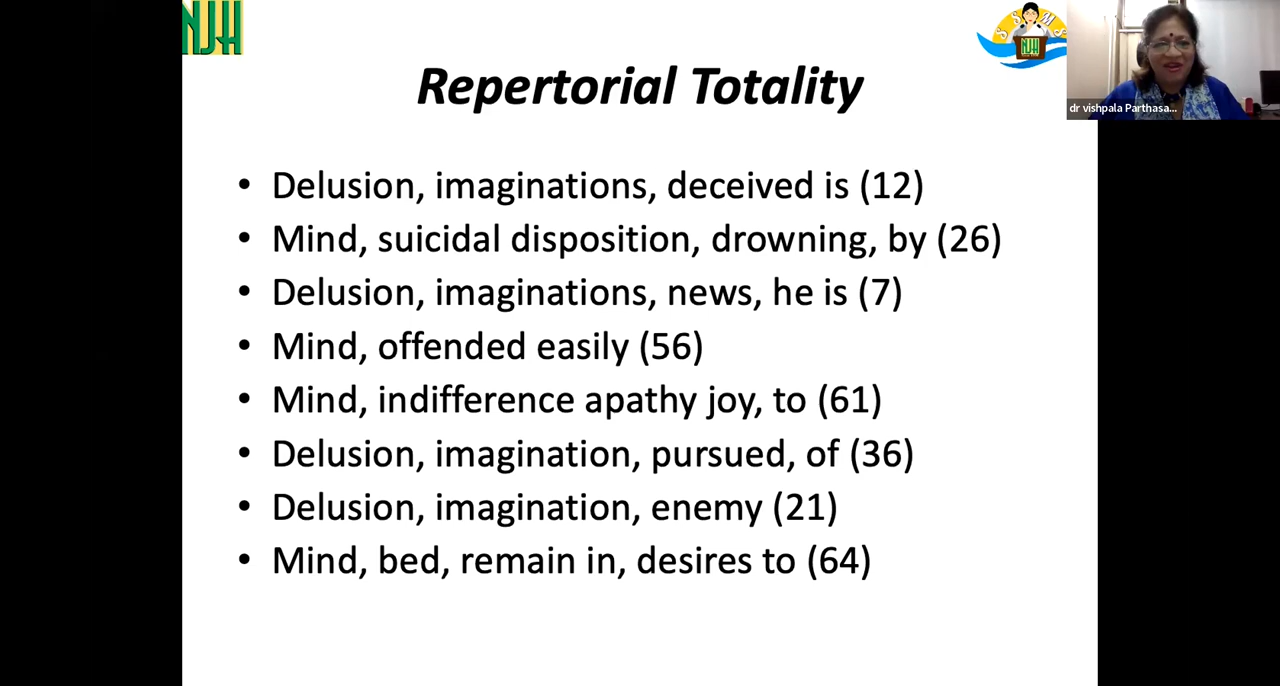 NJH
SSMS
NJH
dr vishpala Parthasa...
Repertorial Totality
• Delusion, imaginations, deceived is (12)
• Mind, suicidal disposition, drowning, by (26)
• Delusion, imaginations, news, he is (7)
• Mind, offended easily (56)
• Mind, indifference apathy joy, to (61)
• Delusion, imagination, pursued, of (36)
• Delusion, imagination, enemy (21)
• Mind, bed, remain in, desires to (64)